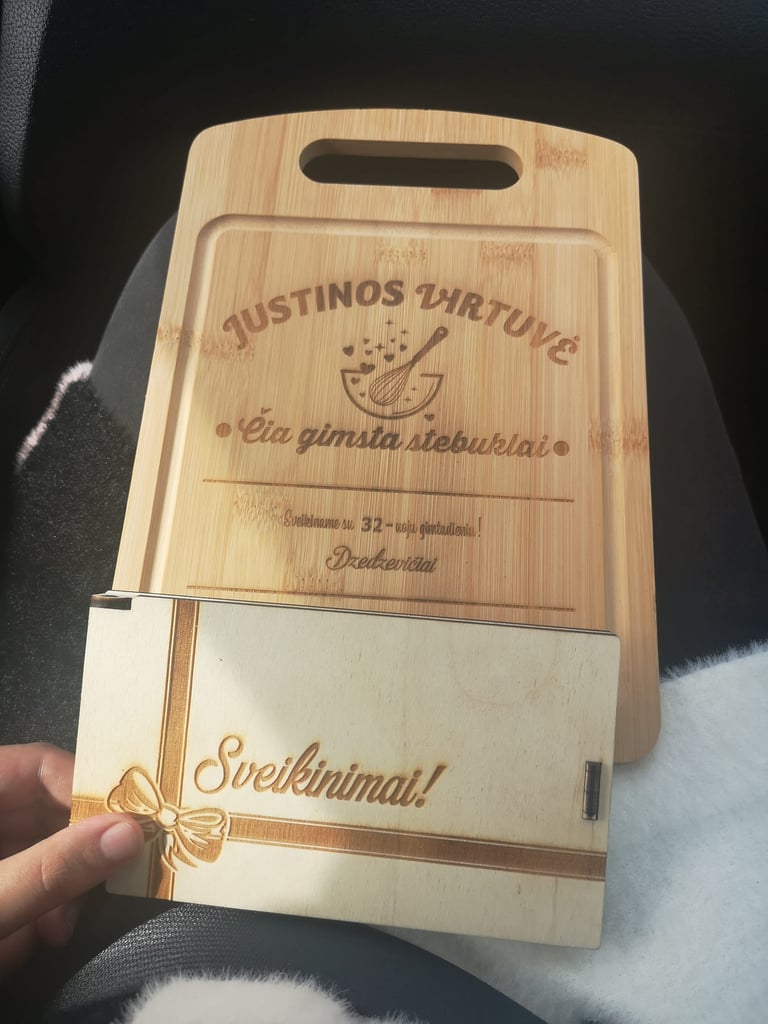 JUSTINOS VIRTUVĖ
• Čia gimsta stebuklai •
Sveikiname su 32-uoju gimtadieniu!
Dzedzevičiai
Sveikinimai!